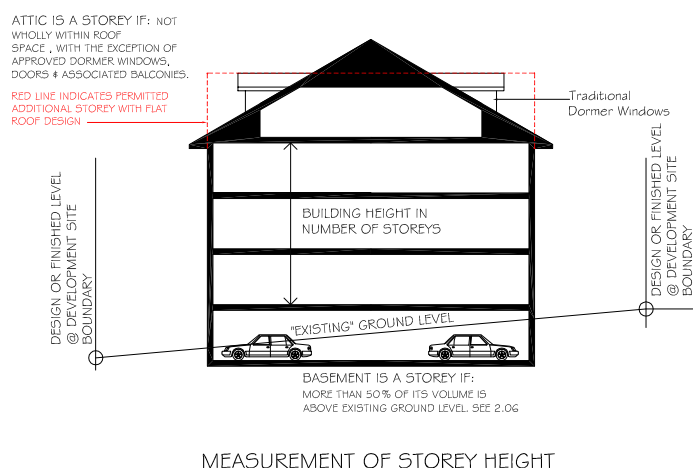 ATTIC IS A STOREY IF: NOT
WHOLLY WITHIN ROOF
SPACE , WITH THE EXCEPTION OF
APPROVED DORMER WINDOWS,
DOORS & ASSOCIATED BALCONIES.
RED LINE INDICATES PERMITTED
ADDITIONAL STOREY WITH FLAT
ROOF DESIGN
Traditional
Dormer Windows
DESIGN OR FINISHED LEVEL
@ DEVELOPMENT SITE
BOUNDARY
BUILDING HEIGHT IN
NUMBER OF STOREYS
DESIGN OR FINISHED LEVEL
@ DEVELOPMENT SITE
BOUNDARY
"EXISTING" GROUND LEVEL
BASEMENT IS A STOREY IF:
MORE THAN 50% OF ITS VOLUME IS
ABOVE EXISTING GROUND LEVEL. SEE 2.06
MEASUREMENT OF STOREY HEIGHT